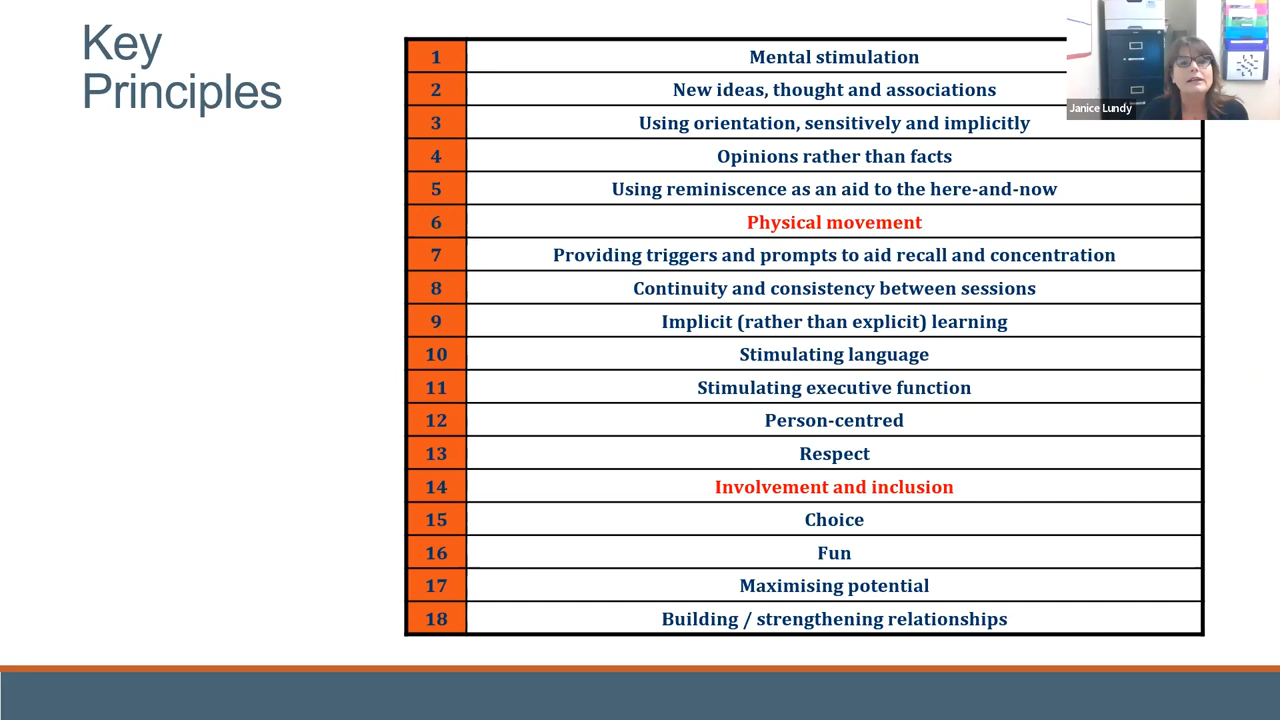 Key
Principles
1 Mental stimulation
2 New ideas, thought and associations
3 Using orientation, sensitively and implicitly
4 Opinions rather than facts
5 Using reminiscence as an aid to the here-and-now
6 Physical movement
7 Providing triggers and prompts to aid recall and concentration
8 Continuity and consistency between sessions
9 Implicit (rather than explicit) learning
10 Stimulating language
11 Stimulating executive function
12 Person-centred
13 Respect
14 Involvement and inclusion
15 Choice
16 Fun
17 Maximising potential
18 Building / strengthening relationships
Janice Lundy